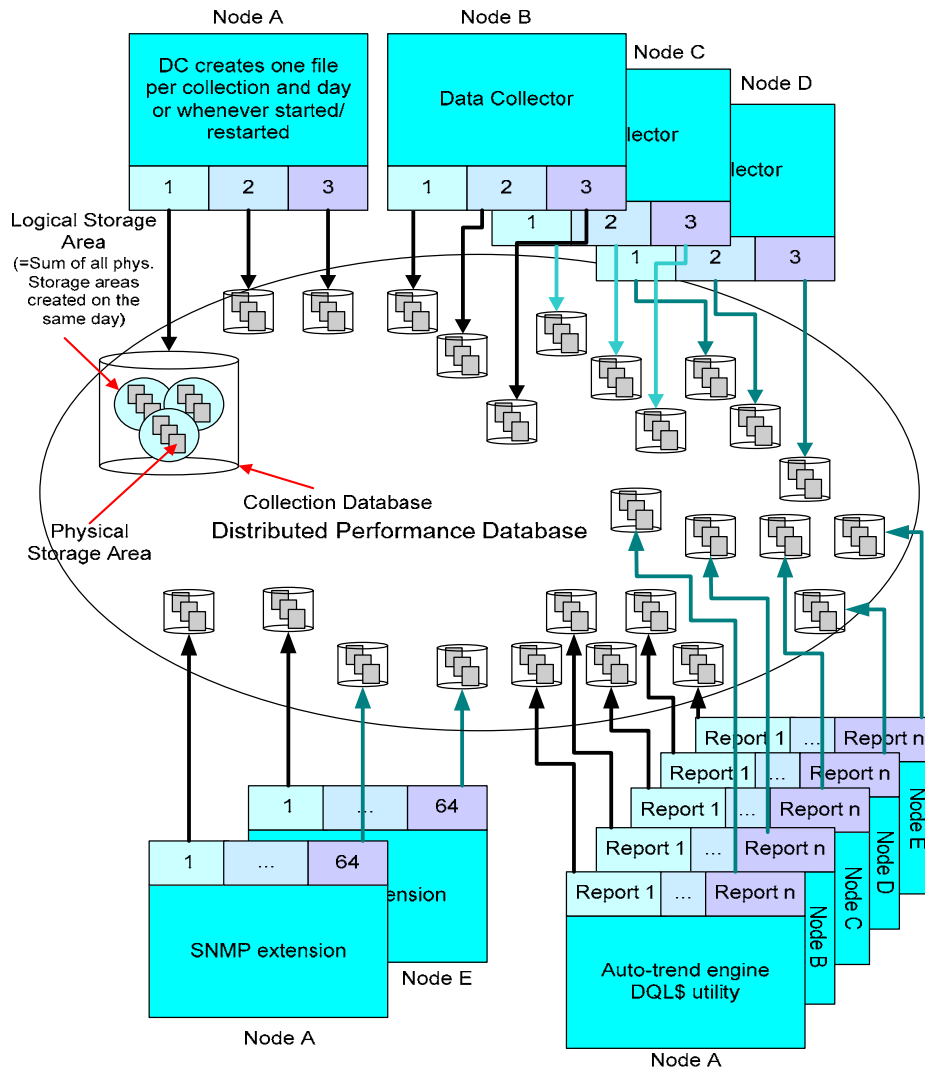 Node A
DC creates one file
per collection and day
or whenever started/
restarted
1 2 3
Node B
Data Collector
1 2 3
Node C
llector
1 2 3
Node D
lector
1 2 3
Logical Storage
Area
(=Sum of all phys.
Storage areas
created on the
same day)
Collection Database
Distributed Performance Database
Physical
Storage Area
1 ... 64
ension
Node E
1 ... 64
SNMP extension
Node A
Report 1 ... Report n
Node E
Report 1 ... Report n
Node D
Report 1 ... Report n
Node C
Report 1 ... Report n
Node B
Report 1 ... Report n
Auto-trend engine
DQL$ utility
Node A